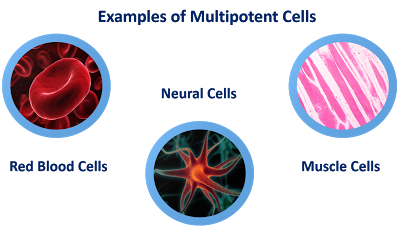 Examples of Multipotent Cells
Neural Cells
Red Blood Cells
Muscle Cells